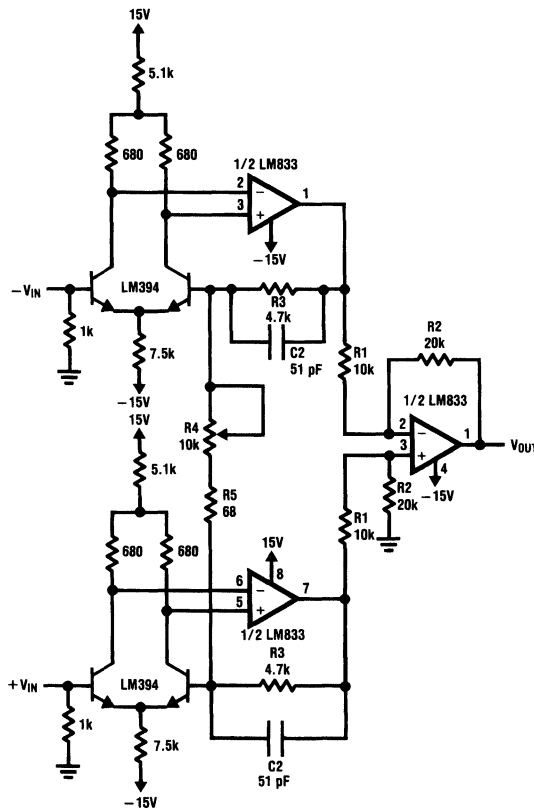 15V
5.1k
680
680
1/2 LM833
2
−
1
3
+
−15V
−VIN
LM394
R3
4.7k
C2
51 pF
1k
7.5k
−15V
R1
10k
R2
20k
1/2 LM833
2
−
1
3
+
4
−15V
VOUT
R2
20k
R1
10k
15V
5.1k
R4
10k
R5
68
680
680
15V
8
6
−
7
5
+
1/2 LM833
+VIN
LM394
R3
4.7k
C2
51 pF
1k
7.5k
−15V